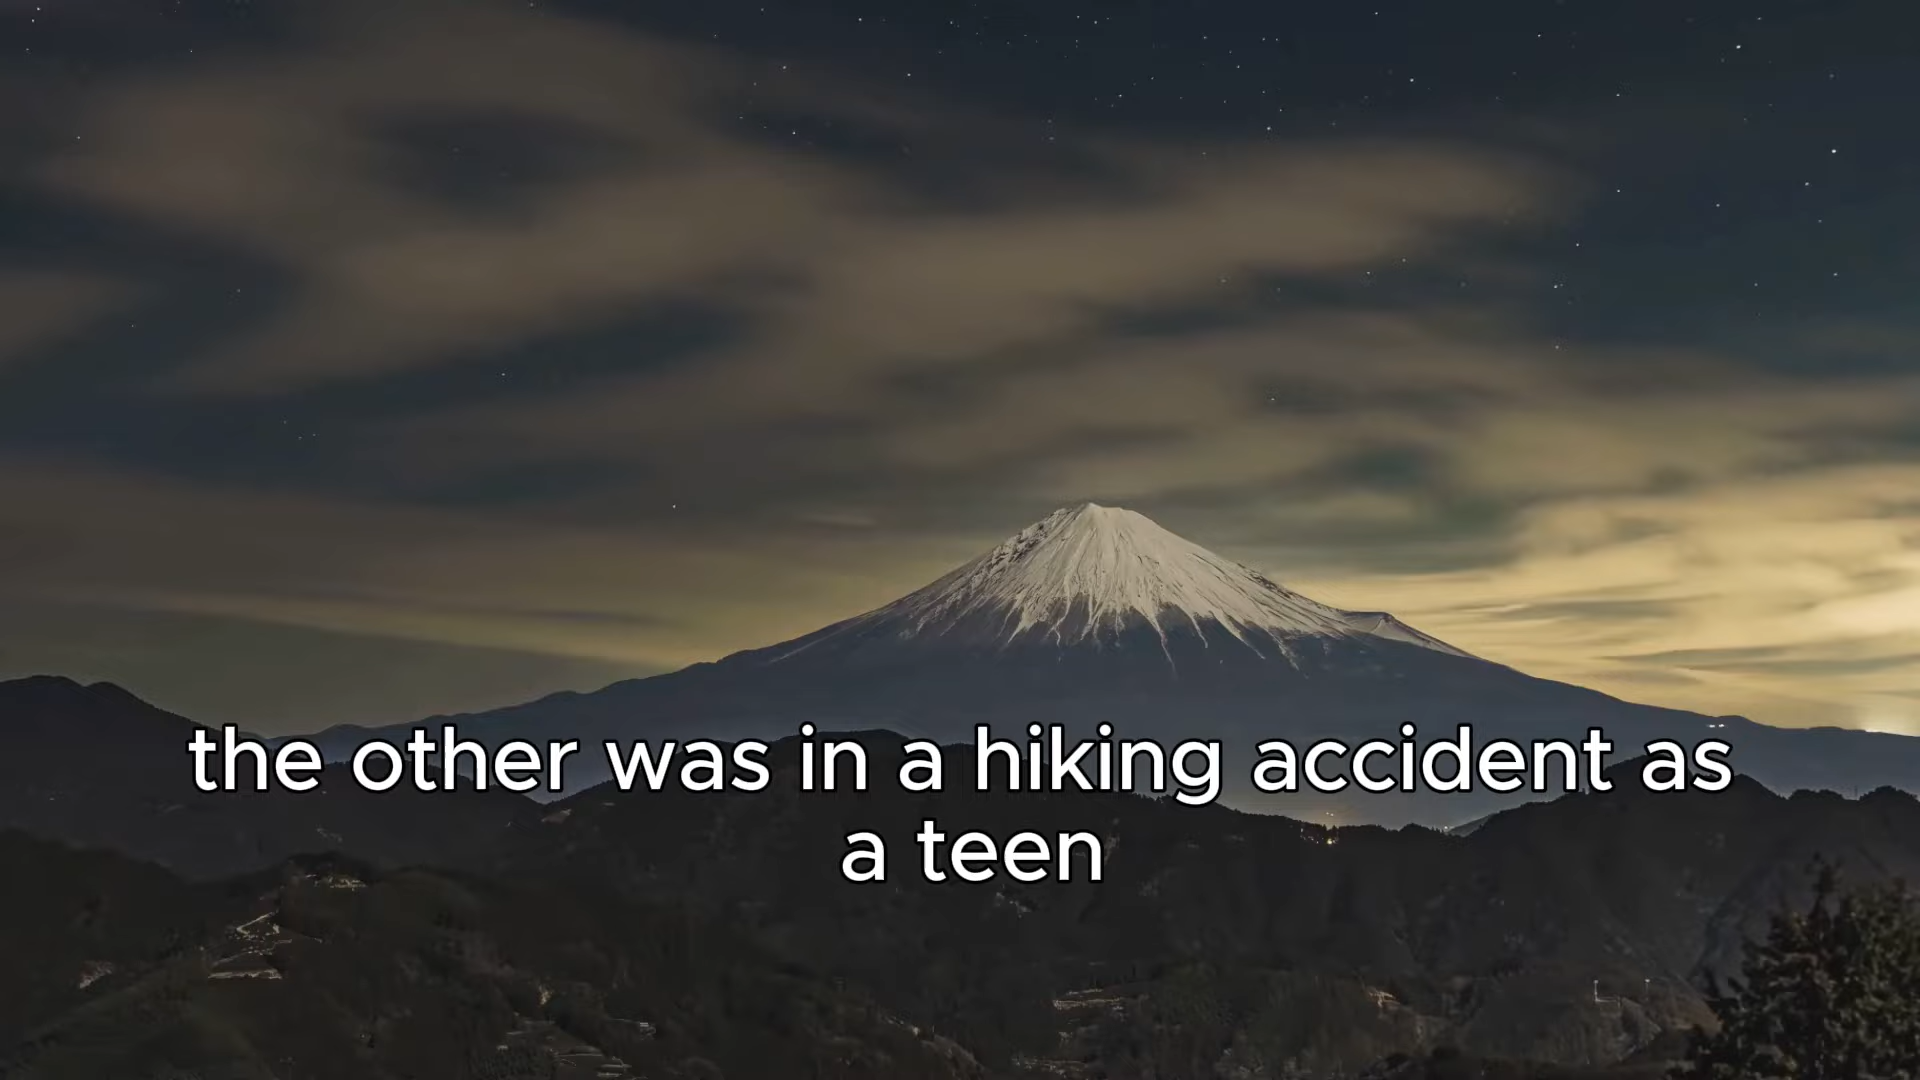 the other was in a hiking accident as
a teen